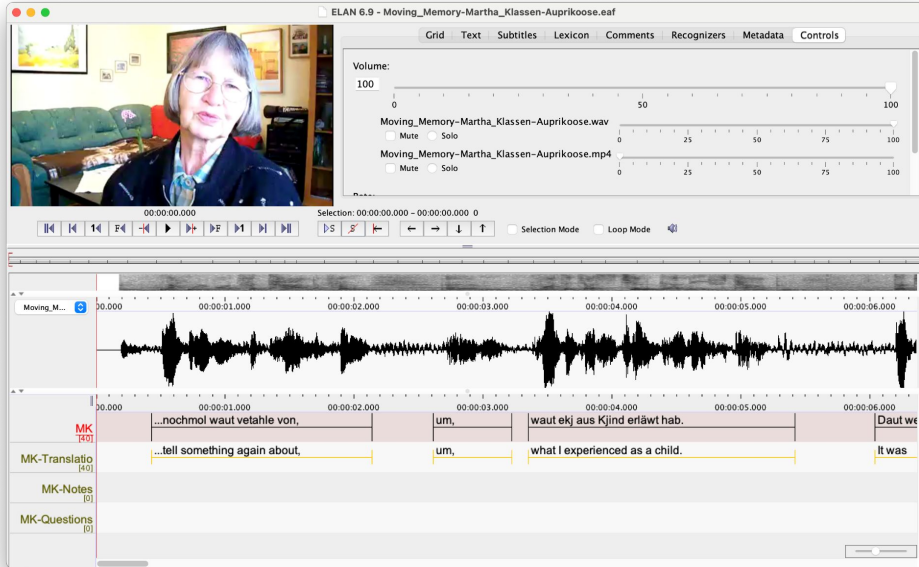 ELAN 6.9 - Moving_Memory-Martha_Klassen-Auprikoose.eaf
Grid Text Subtitles Lexicon Comments Recognizers Metadata Controls
Volume:
100
0 50 100
Moving_Memory-Martha_Klassen-Auprikoose.wav
Mute Solo
0 25 50 75 100
Moving_Memory-Martha_Klassen-Auprikoose.mp4
Mute Solo
0 25 50 75 100
00:00:00.000
Selection: 00:00:00.000 - 00:00:00.000 0
1 F F 1 S S Selection Mode Loop Mode
Moving_M...
00.000 00:00:01.000 00:00:02.000 00:00:03.000 00:00:04.000 00:00:05.000 00:00:06.000
00.000 00:00:01.000 00:00:02.000 00:00:03.000 00:00:04.000 00:00:05.000 00:00:06.000
MK ...nochmol waut vetahle von, um, waut ekj aus Kjind erläwt hab. Daut we
[40]
MK-Translatio ...tell something again about, um, what I experienced as a child. It was
[40]
MK-Notes
[0]
MK-Questions
[0]